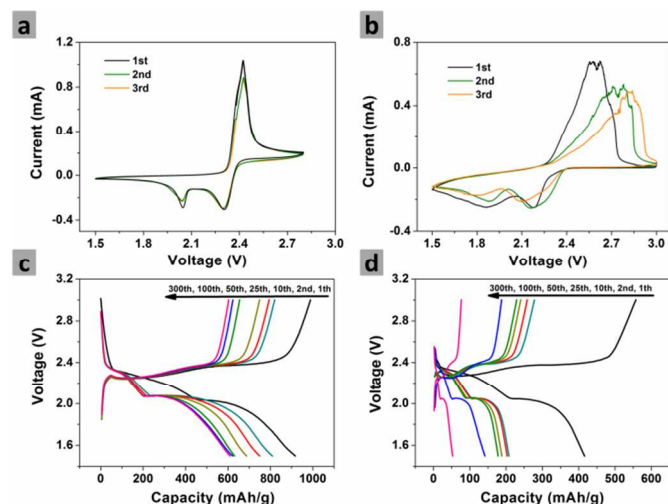 a
1.2
0.8
0.4
0.0
-0.4
1.5 1.8 2.1 2.4 2.7 3.0
Current (mA)
Voltage (V)
1st
2nd
3rd
b
0.8
0.4
0.0
-0.4
1.5 1.8 2.1 2.4 2.7 3.0
Current (mA)
Voltage (V)
1st
2nd
3rd
c
3.2
2.8
2.4
2.0
1.6
0 200 400 600 800 1000
Voltage (V)
Capacity (mAh/g)
300th, 100th, 50th, 25th, 10th, 2nd, 1th
d
3.2
2.8
2.4
2.0
1.6
0 100 200 300 400 500 600
Voltage (V)
Capacity (mAh/g)
300th, 100th, 50th, 25th, 10th, 2nd, 1th